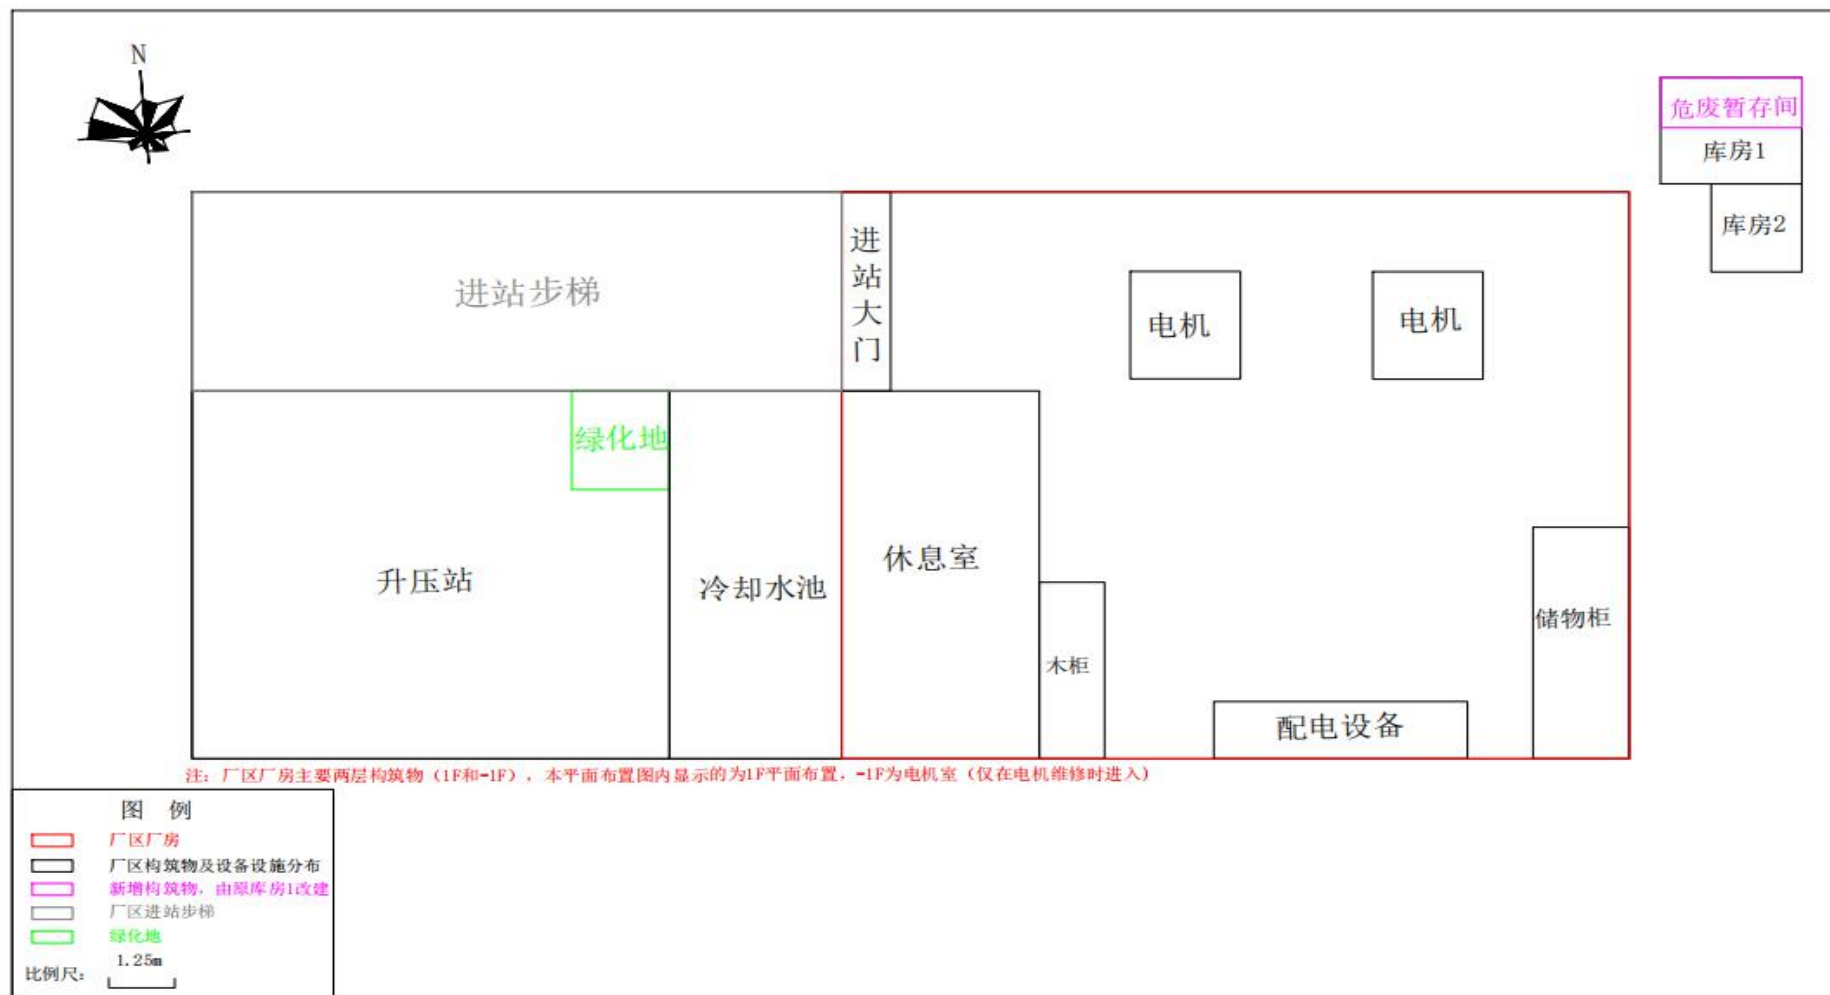 N
危废暂存间
库房1
库房2
进站步梯
进站大门
电机
电机
绿化地
升压站
冷却水池
休息室
木柜
储物柜
配电设备
注：厂区厂房主要两层构筑物（1F和-1F），本平面布置图内显示的为1F平面布置，-1F为电机室（仅在电机维修时进入）
图 例
厂区厂房
厂区构筑物及设备设施分布
新增构筑物，由原库房1改建
厂区进站步梯
绿化地
比例尺：
1.25m